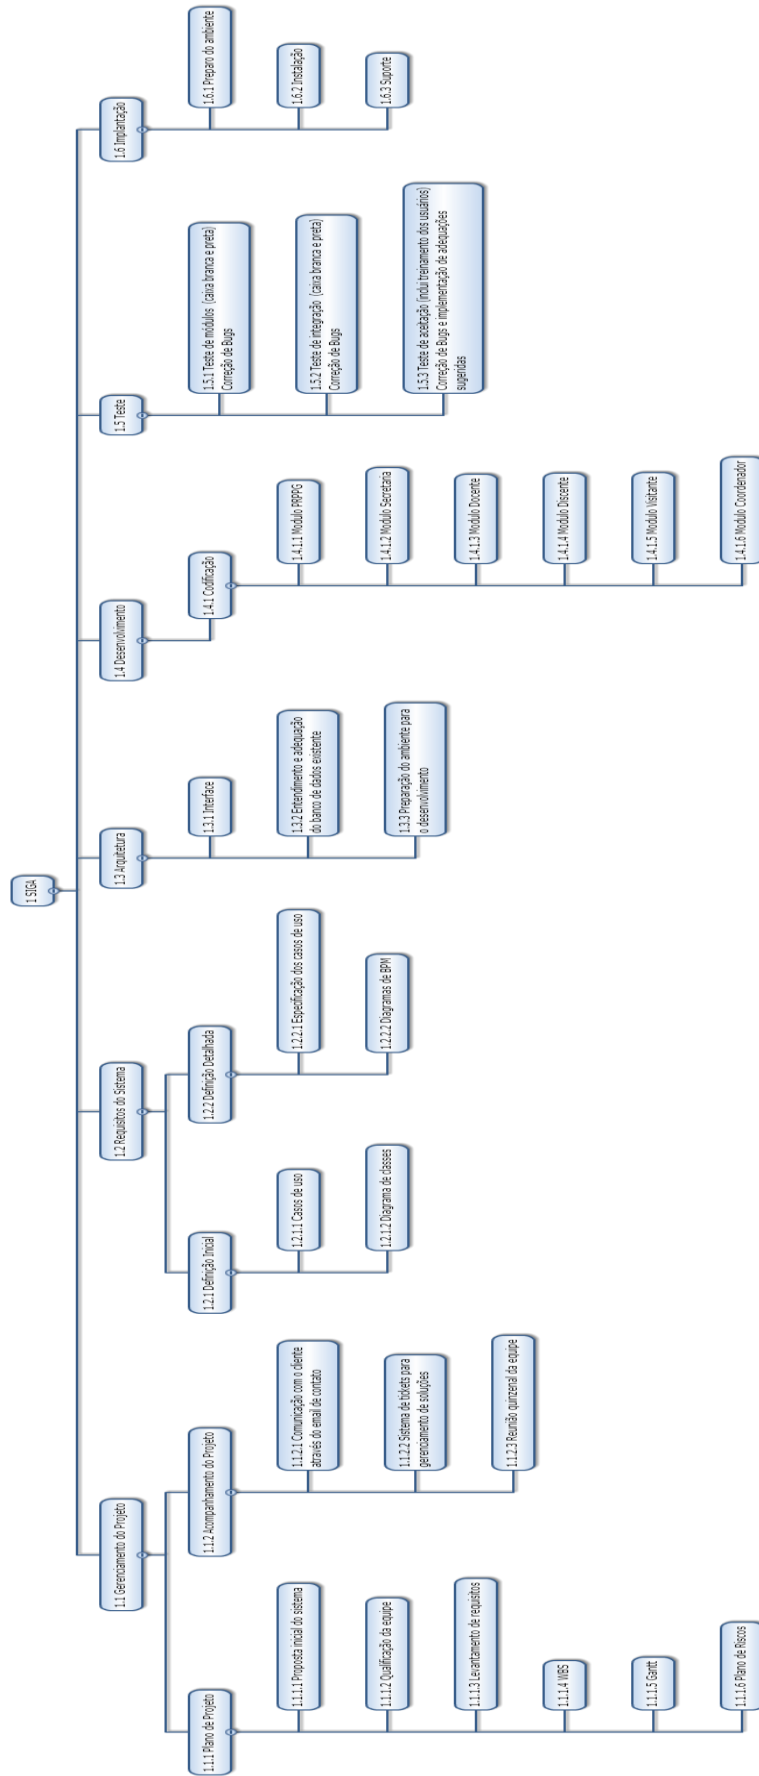 1 SIGA
1.1 Gerenciamento do Projeto
1.1.1 Plano de Projeto
1.1.1.1 Proposta inicial do sistema
1.1.1.2 Qualificação da equipe
1.1.1.3 Levantamento de requisitos
1.1.1.4 WBS
1.1.1.5 Gantt
1.1.1.6 Plano de Riscos
1.1.2 Acompanhamento do Projeto
1.1.2.1 Comunicação com o cliente
através do email de contato
1.1.2.2 Sistema de tickets para
gerenciamento de soluções
1.1.2.3 Reunião quinzenal da equipe
1.2 Requisitos do Sistema
1.2.1 Definição Inicial
1.2.1.1 Casos de uso
1.2.1.2 Diagrama de classes
1.2.2 Definição Detalhada
1.2.2.1 Especificação dos casos de uso
1.2.2.2 Diagramas de BPM
1.3 Arquitetura
1.3.1 Interface
1.3.2 Entendimento e adequação
do banco de dados existente
1.3.3 Preparação do ambiente para
o desenvolvimento
1.4 Desenvolvimento
1.4.1 Codificação
1.4.1.1 Modulo PRPPG
1.4.1.2 Modulo Secretaria
1.4.1.3 Modulo Docente
1.4.1.4 Modulo Discente
1.4.1.5 Modulo Visitante
1.4.1.6 Modulo Coordenador
1.5 Teste
1.5.1 Teste de módulos (caixa branca e preta)
Correção de Bugs
1.5.2 Teste de integração (caixa branca e preta)
Correção de Bugs
1.5.3 Teste de aceitação (inclui treinamento dos usuários)
Correção de Bugs e implementação de adequações
sugeridas
1.6 Implantação
1.6.1 Preparo do ambiente
1.6.2 Instalação
1.6.3 Suporte